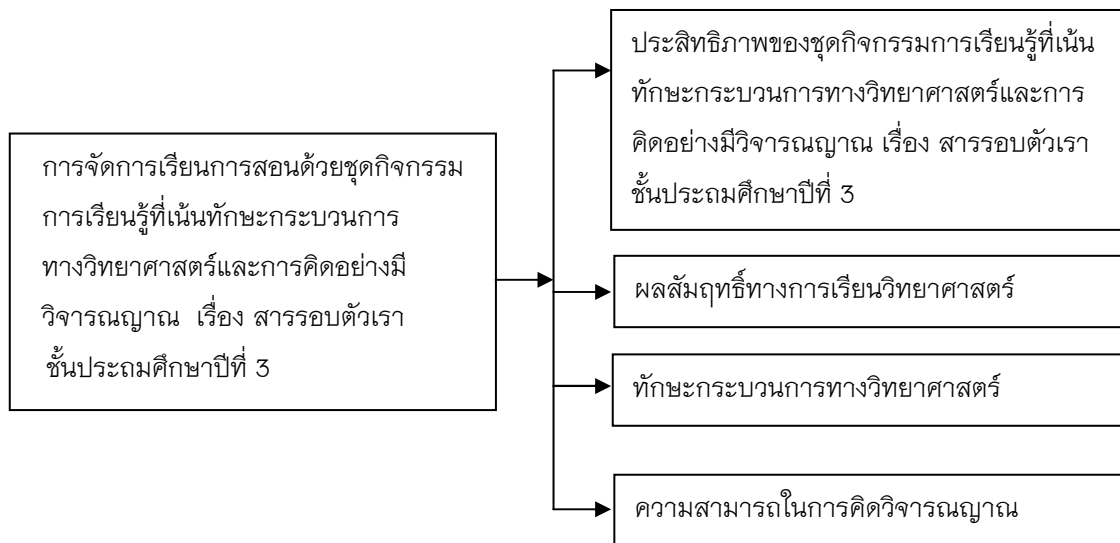 การจัดการเรียนการสอนด้วยชุดกิจกรรม
การเรียนรู้ที่เน้นทักษะกระบวนการ
ทางวิทยาศาสตร์และการคิดอย่างมี
วิจารณญาณ เรื่อง สารรอบตัวเรา
ชั้นประถมศึกษาปีที่ 3
ประสิทธิภาพของชุดกิจกรรมการเรียนรู้ที่เน้น
ทักษะกระบวนการทางวิทยาศาสตร์และการ
คิดอย่างมีวิจารณญาณ เรื่อง สารรอบตัวเรา
ชั้นประถมศึกษาปีที่ 3
ผลสัมฤทธิ์ทางการเรียนวิทยาศาสตร์
ทักษะกระบวนการทางวิทยาศาสตร์
ความสามารถในการคิดวิจารณญาณ